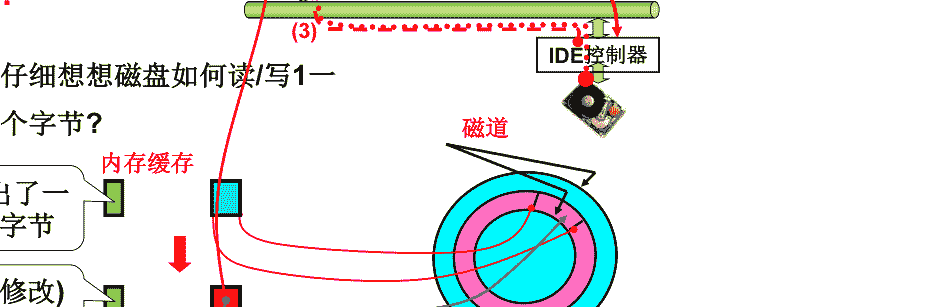 (3)
IDE控制器
仔细想想磁盘如何读/写1一
个字节?
磁道
内存缓存
出了一
字节
修改)